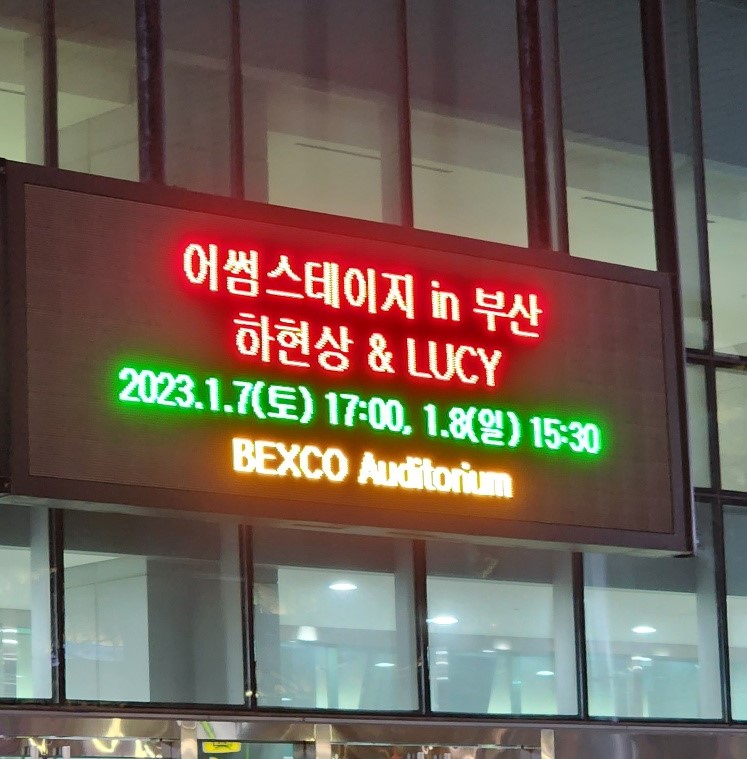 어썸스테이지 in 부산
하현상 & LUCY
2023.1.7(토) 17:00, 1.8(일) 15:30
BEXCO Auditorium